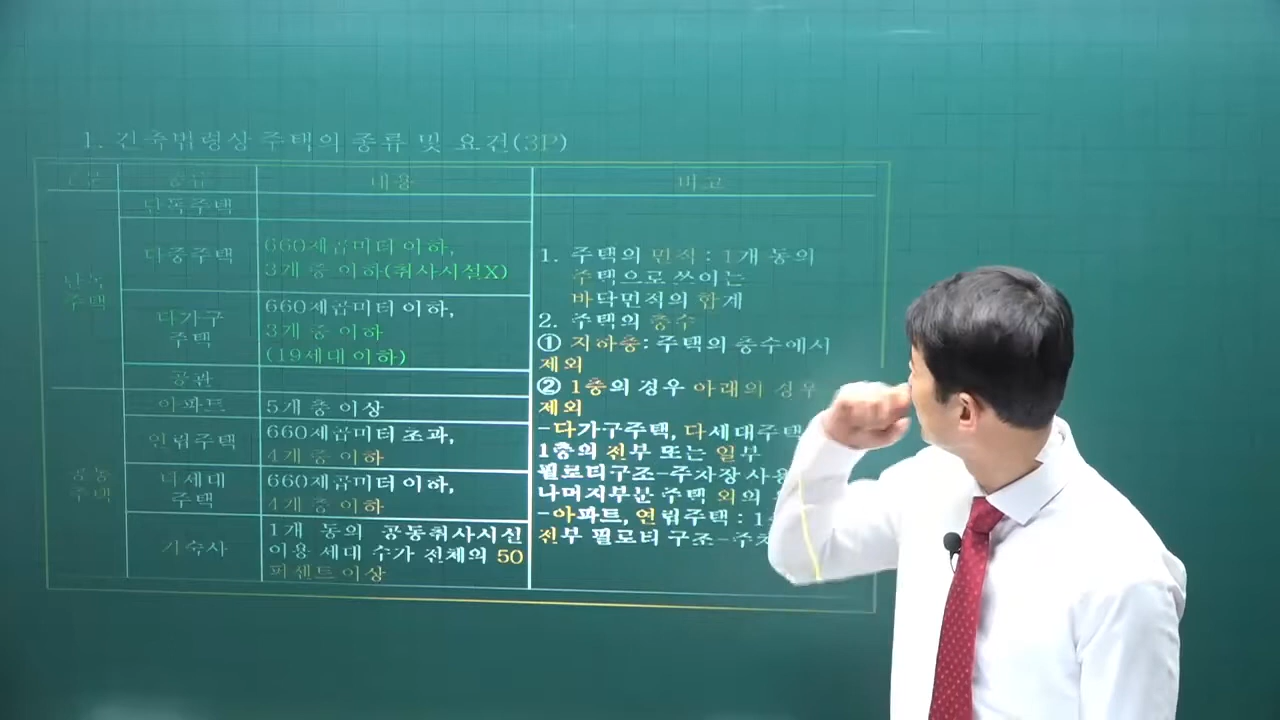 1. 건축법령상 주택의 종류 및 요건(3P)
구분 종류 내용 비고
단독
주택
단독주택
다중주택
660제곱미터 이하,
3개 층 이하(취사시설X)
다가구
주택
660제곱미터 이하,
3개 층 이하
(19세대 이하)
공관
공동
주택
아파트
5개 층 이상
연립주택
660제곱미터 초과,
4개 층 이하
다세대
주택
660제곱미터 이하,
4개 층 이하
기숙사
1개 동의 공동취사시설
이용 세대 수가 전체의 50
퍼센트 이상
1. 주택의 면적 : 1개 동의
주택으로 쓰이는
바닥면적의 합계
2. 주택의 층수
① 지하층: 주택의 층수에서
제외
② 1층의 경우 아래의 경우
제외
-다가구주택, 다세대주택
1층의 전부 또는 일부
필로티구조-주차장 사용
나머지부분 주택 외의
-아파트, 연립주택 : 1
전부 필로티 구조-주차